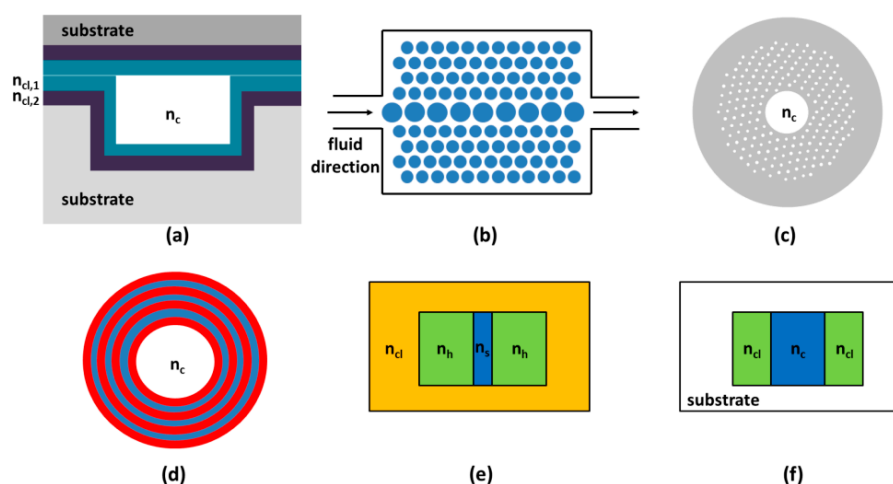 substrate
n_cl,1
n_cl,2
n_c
substrate
(a)
fluid
direction
(b)
n_c
(c)
n_c
(d)
n_cl
n_h
n_s
n_h
(e)
n_cl
n_c
n_cl
substrate
(f)